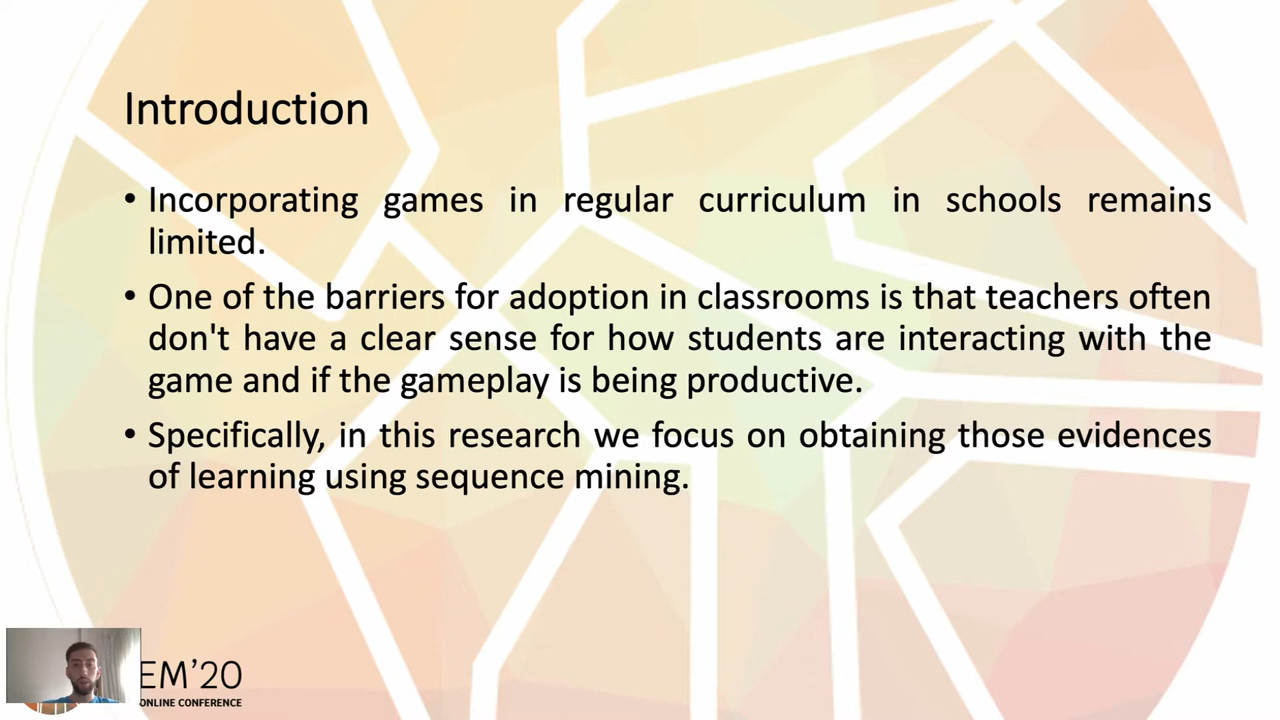 Introduction
• Incorporating games in regular curriculum in schools remains
limited.
• One of the barriers for adoption in classrooms is that teachers often
don't have a clear sense for how students are interacting with the
game and if the gameplay is being productive.
• Specifically, in this research we focus on obtaining those evidences
of learning using sequence mining.
EM'20
ONLINE CONFERENCE